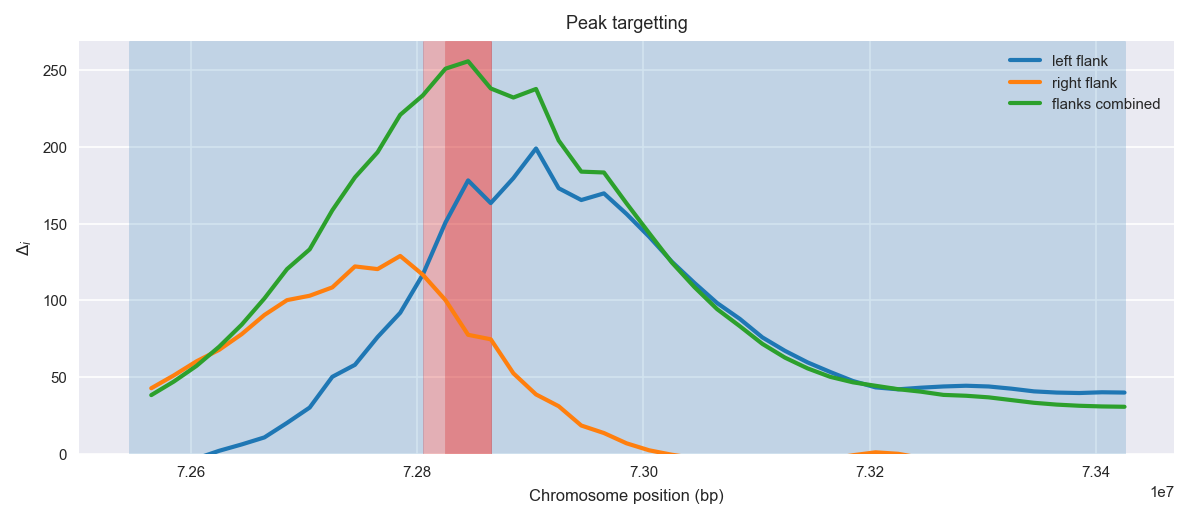 Peak targetting
250
200
150
100
50
0
Δi
left flank
right flank
flanks combined
7.26
7.28
7.30
7.32
7.34
1e7
Chromosome position (bp)